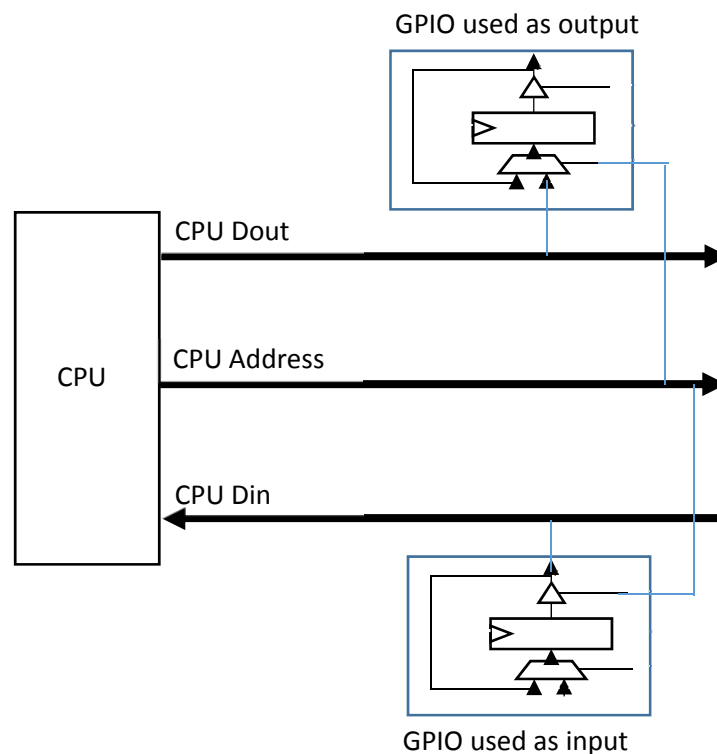 GPIO used as output
CPU Dout
CPU Address
CPU
CPU Din
GPIO used as input